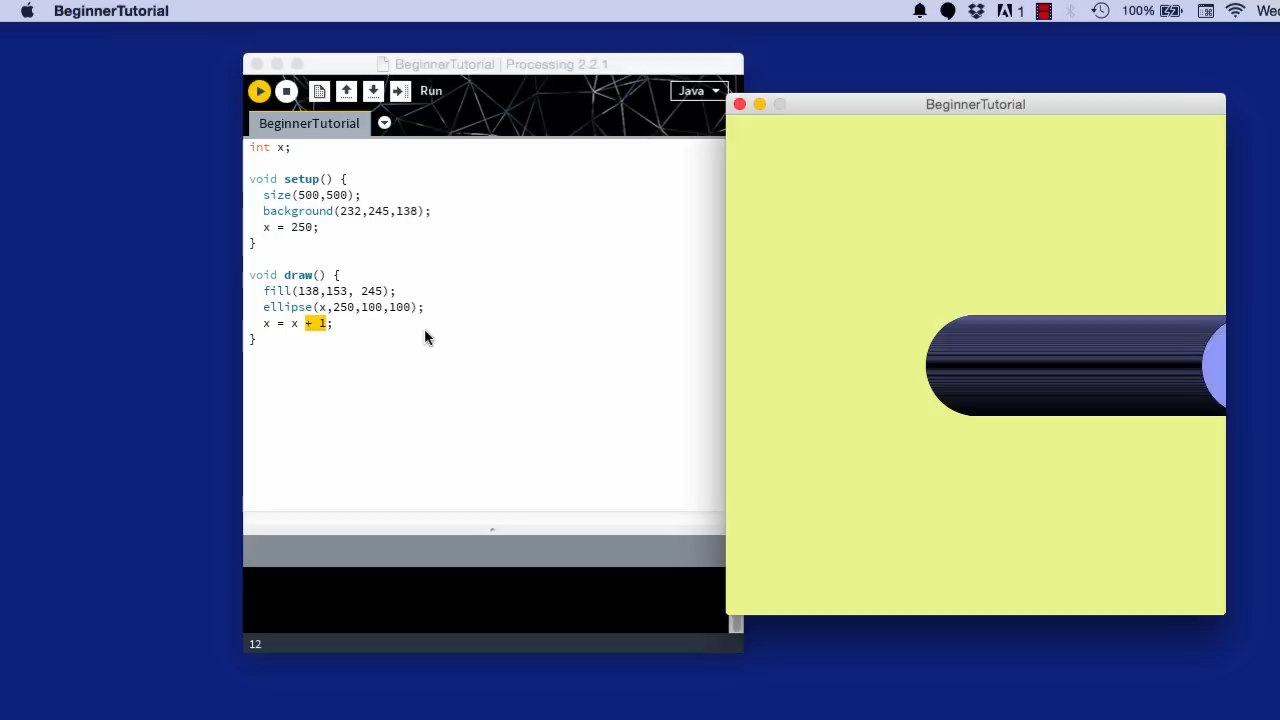 BeginnerTutorial
1
100%
We
BeginnerTutorial | Processing 2.2.1
Run
Java
BeginnerTutorial
BeginnerTutorial
int x;
void setup() {
size(500,500);
background(232,245,138);
x = 250;
}
void draw() {
fill(138,153, 245);
ellipse(x,250,100,100);
x = x + 1;
}
12